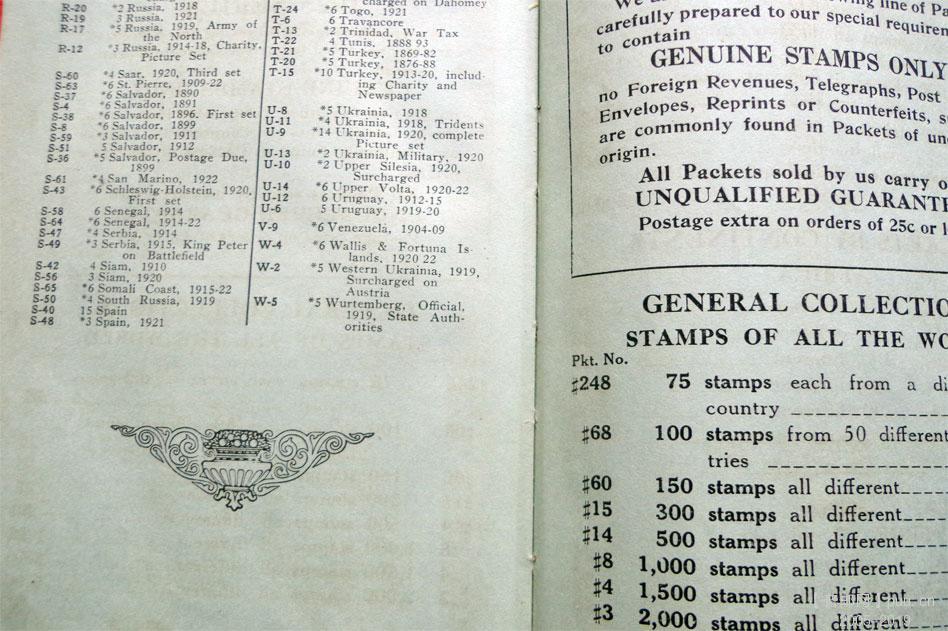 charged on Dahomey
R-20 *2 Russia, 1918
R-19 3 Russia, 1921
R-17 *5 Russia, 1919, Army of
the North
R-12 *3 Russia, 1914-18, Charity,
Picture Set
S-60 *4 Saar, 1920, Third set
S-63 *6 St. Pierre, 1909-22
S-37 *6 Salvador, 1890
S-4 *6 Salvador, 1891
S-38 *6 Salvador, 1896. First set
S-8 *6 Salvador, 1899
S-59 *3 Salvador, 1911
S-51 5 Salvador, 1912
S-36 *5 Salvador, Postage Due,
1899
S-61 *4 San Marino, 1922
S-43 *6 Schleswig-Holstein, 1920,
First set
S-58 6 Senegal, 1914
S-64 *6 Senegal, 1914-22
S-47 *4 Serbia, 1914
S-49 *3 Serbia, 1915, King Peter
on Battlefield
S-42 4 Siam, 1910
S-56 3 Siam, 1920
S-65 *6 Somali Coast, 1915-22
S-50 *4 South Russia, 1919
S-40 15 Spain
S-48 *3 Spain, 1921
T-24 *6 Togo, 1921
T-6 6 Travancore
T-13 *2 Trinidad, War Tax
T-22 4 Tunis, 1888 93
T-21 *5 Turkey, 1869-82
T-20 *5 Turkey, 1876-88
T-15 *10 Turkey, 1913-20, includ-
ing Charity and
Newspaper
U-8 *5 Ukrainia, 1918
U-11 *4 Ukrainia, 1918, Tridents
U-9 *14 Ukrainia, 1920, complete
Picture set
U-13 *2 Ukrainia, Military, 1920
U-10 *2 Upper Silesia, 1920,
Surcharged
U-14 *6 Upper Volta, 1920-22
U-12 6 Uruguay, 1912-15
U-6 5 Uruguay, 1919-20
V-9 *6 Venezuela, 1904-09
W-4 *6 Wallis & Fortuna Is-
lands, 1920 22
W-2 *5 Western Ukrainia, 1919,
Surcharged on
Austria
W-5 *5 Wurtemberg, Official,
1919, State Auth-
orities
line of
carefully prepared to our special
to contain
GENUINE STAMPS ONLY
no Foreign Revenues, Telegraphs, Post
Envelopes, Reprints or Counterfeits,
are commonly found in Packets of
origin.
All Packets sold by us carry
UNQUALIFIED
Postage extra on orders of 25c or
GENERAL
STAMPS OF ALL THE
Pkt. No.
#248 75 stamps each from a
country
#68 100 stamps from 50 different
tries
#60 150 stamps all different
#15 300 stamps all different
#14 500 stamps all different
#8 1,000 stamps all different
#4 1,500 stamps all different
#3 2,000 stamps all different